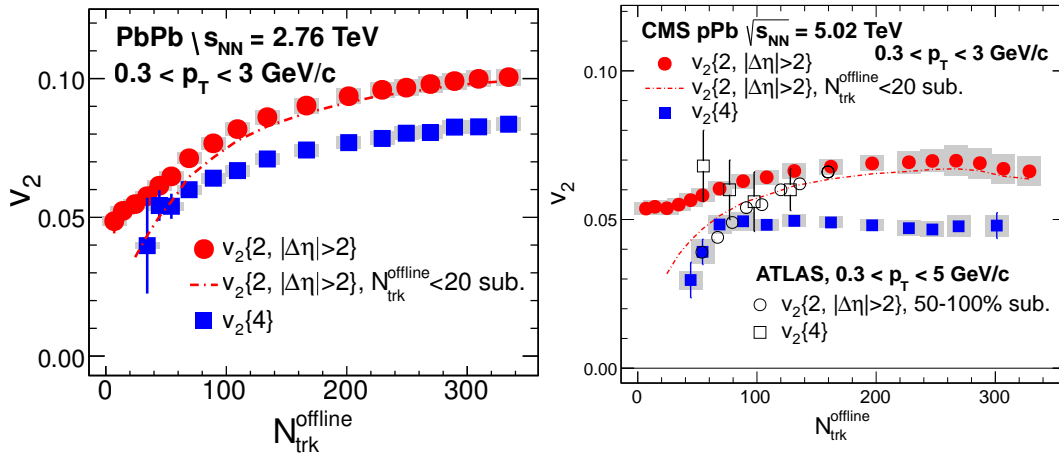 PbPb \ s_NN = 2.76 TeV
0.3 < p_T < 3 GeV/c
0.10
0.05
0.00
v_2
v_2{2, |Δη|>2}
v_2{2, |Δη|>2}, N_trk^offline<20 sub.
v_2{4}
0 100 200 300
N_trk^offline
CMS pPb √s_NN = 5.02 TeV
0.3 < p_T < 3 GeV/c
v_2{2, |Δη|>2}
v_2{2, |Δη|>2}, N_trk^offline<20 sub.
v_2{4}
0.10
0.05
0.00
v_2
ATLAS, 0.3 < p_T < 5 GeV/c
v_2{2, |Δη|>2}, 50-100% sub.
v_2{4}
0 100 200 300
N_trk^offline